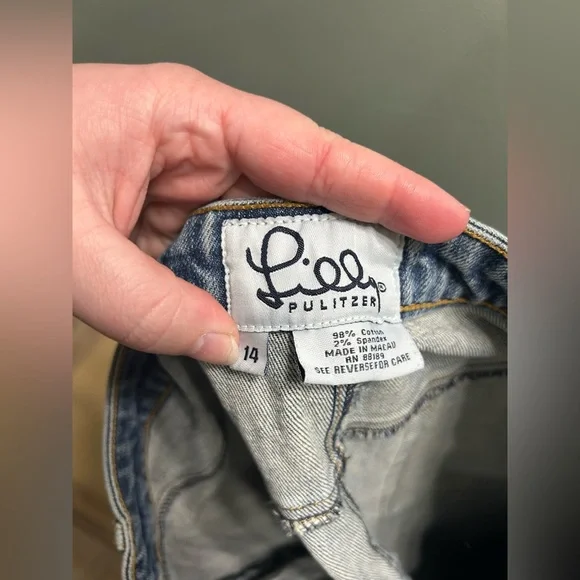 Lilly®
PULITZER
14
98% Cotton
2% Spandex
MADE IN MACAU
RN 88189
SEE REVERSE FOR CARE